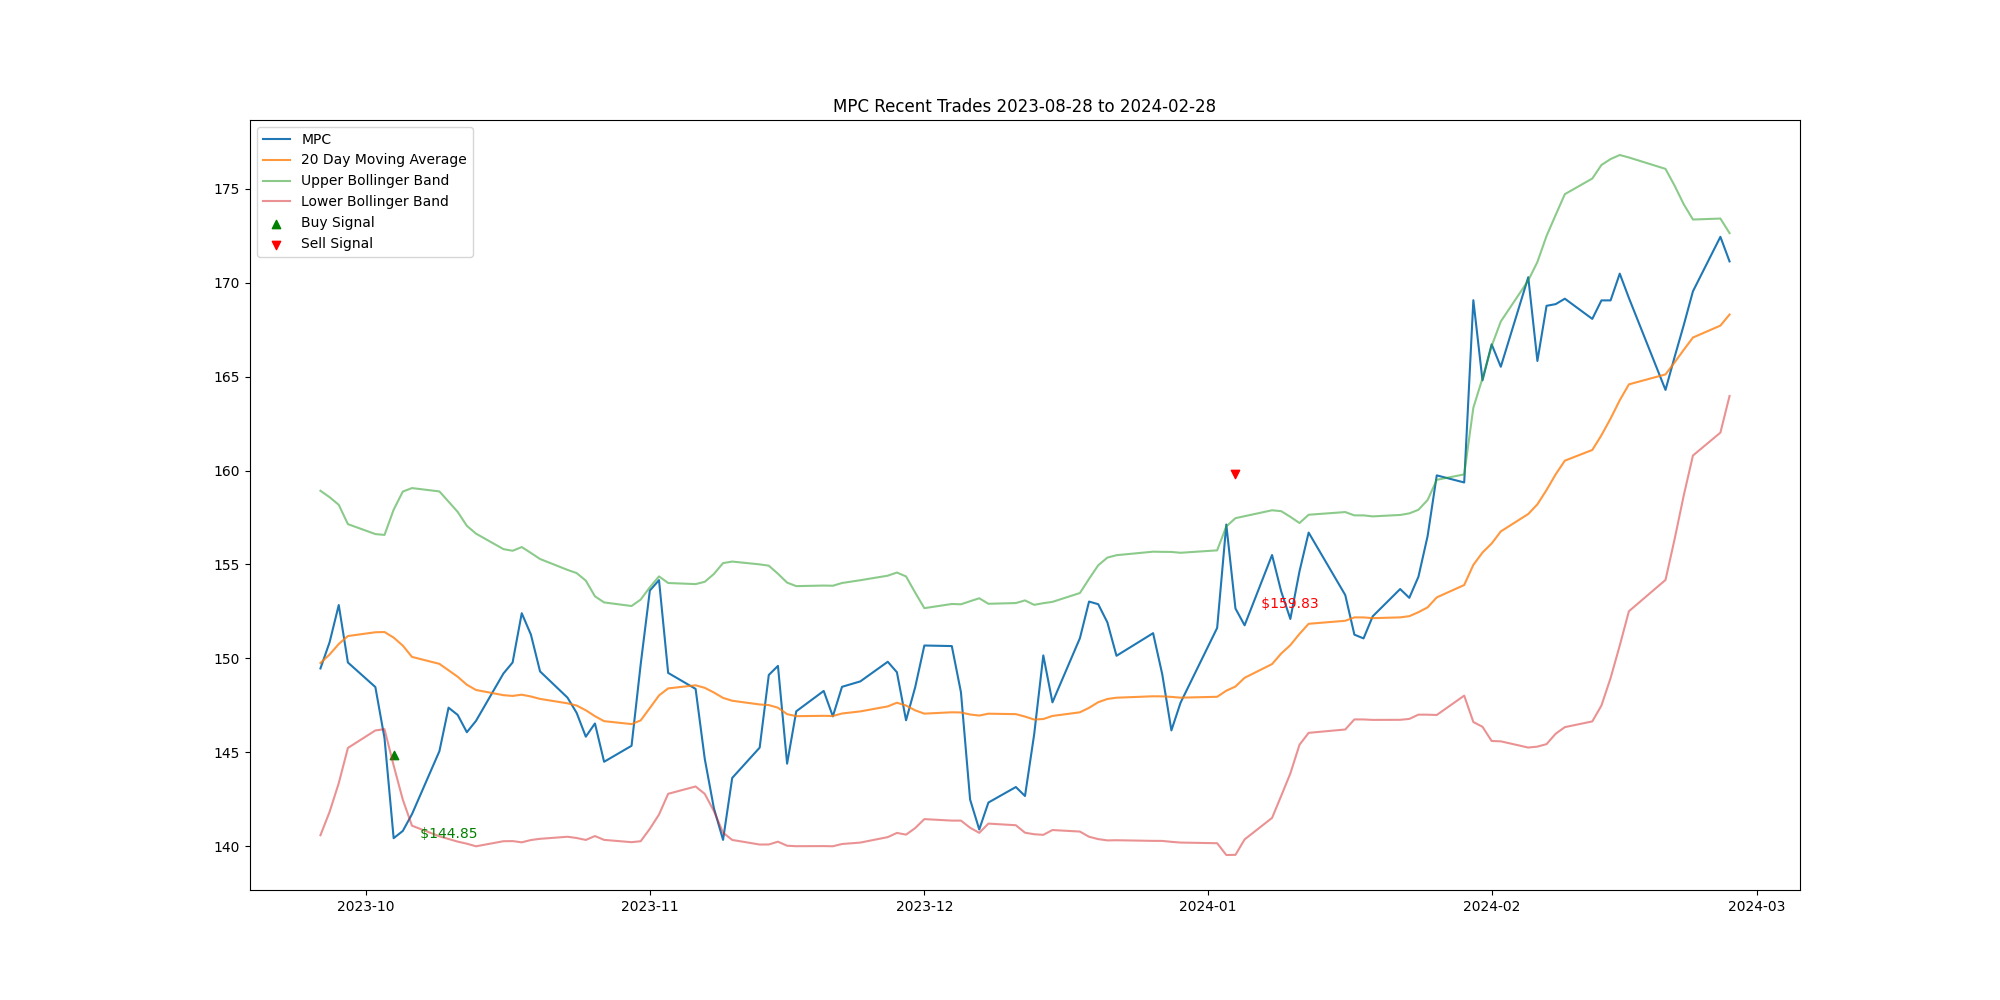 MPC Recent Trades 2023-08-28 to 2024-02-28
MPC
20 Day Moving Average
Upper Bollinger Band
Lower Bollinger Band
Buy Signal
Sell Signal
175
170
165
160
155
150
145
140
$159.83
$144.85
2023-10
2023-11
2023-12
2024-01
2024-02
2024-03